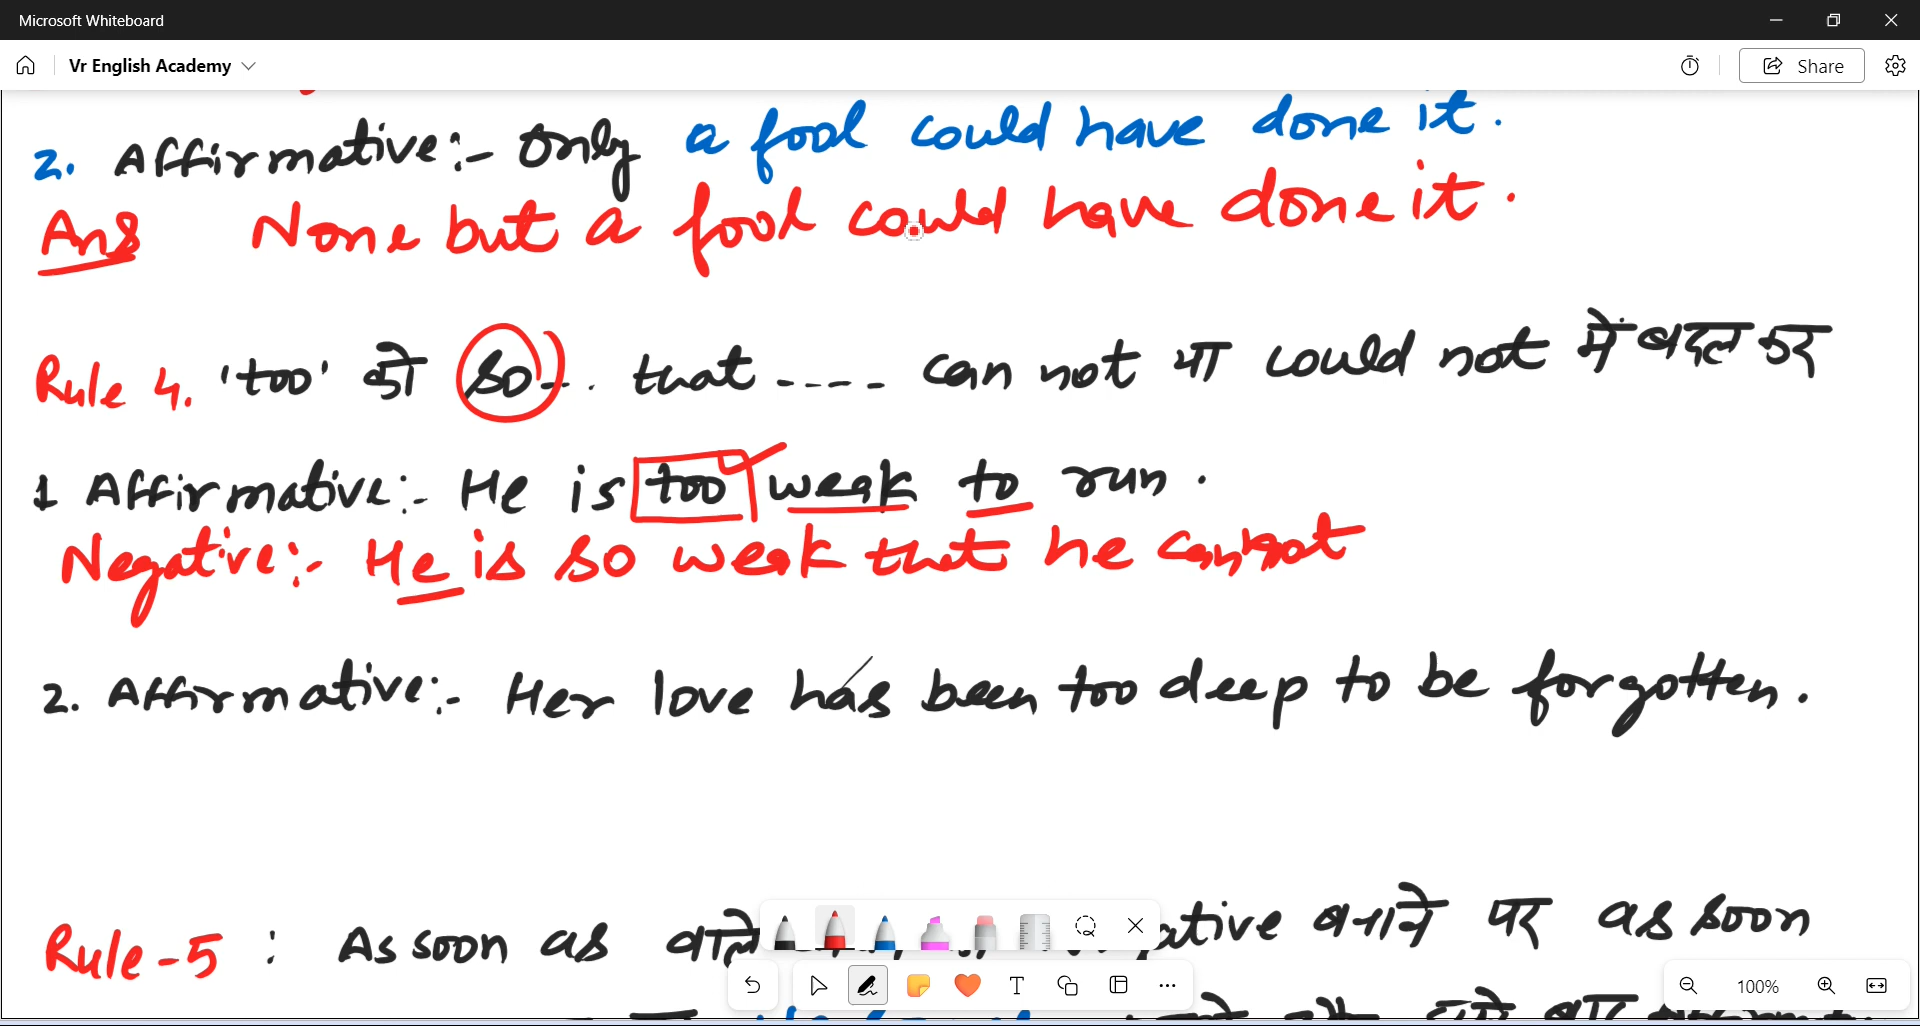 Microsoft Whiteboard
Vr English Academy
Share
2. Affirmative:- Only a fool could have done it.
Ans None but a fool could have done it.
Rule 4. 'too' को so... that ---- can not या could not में बदल कर
1 Affirmative:- He is too weak to run.
Negative:- He is so weak that he cannot
2. Affirmative:- Her love has been too deep to be forgotten.
Rule-5 : As soon as वाले ative बनाने पर as soon
T
100%